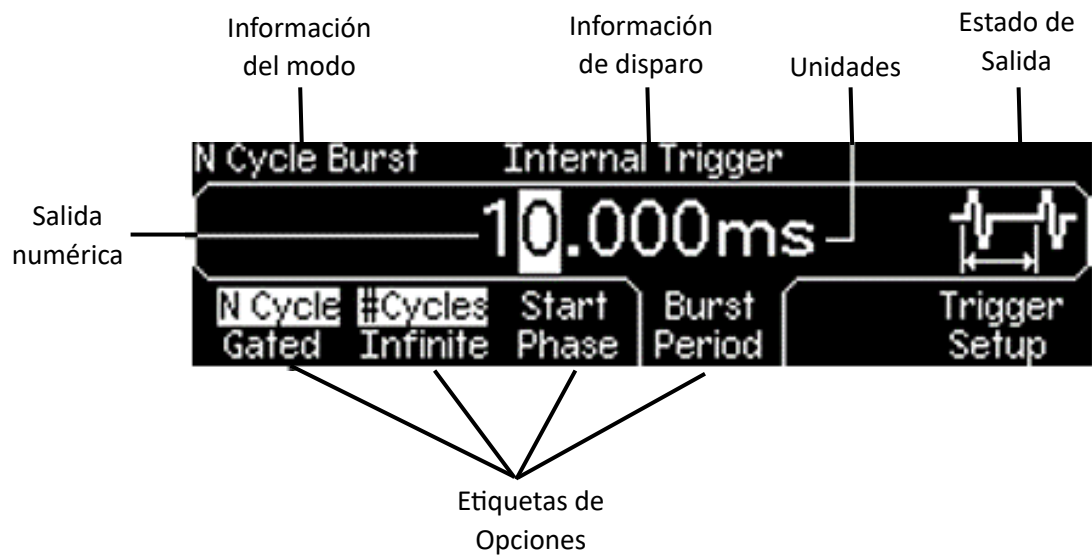 Información
del modo
Información
de disparo
Unidades
Estado de
Salida
N Cycle Burst
Internal Trigger
Salida
numérica
10.000ms
N Cycle
Gated
#Cycles
Infinite
Start
Phase
Burst
Period
Trigger
Setup
Etiquetas de
Opciones